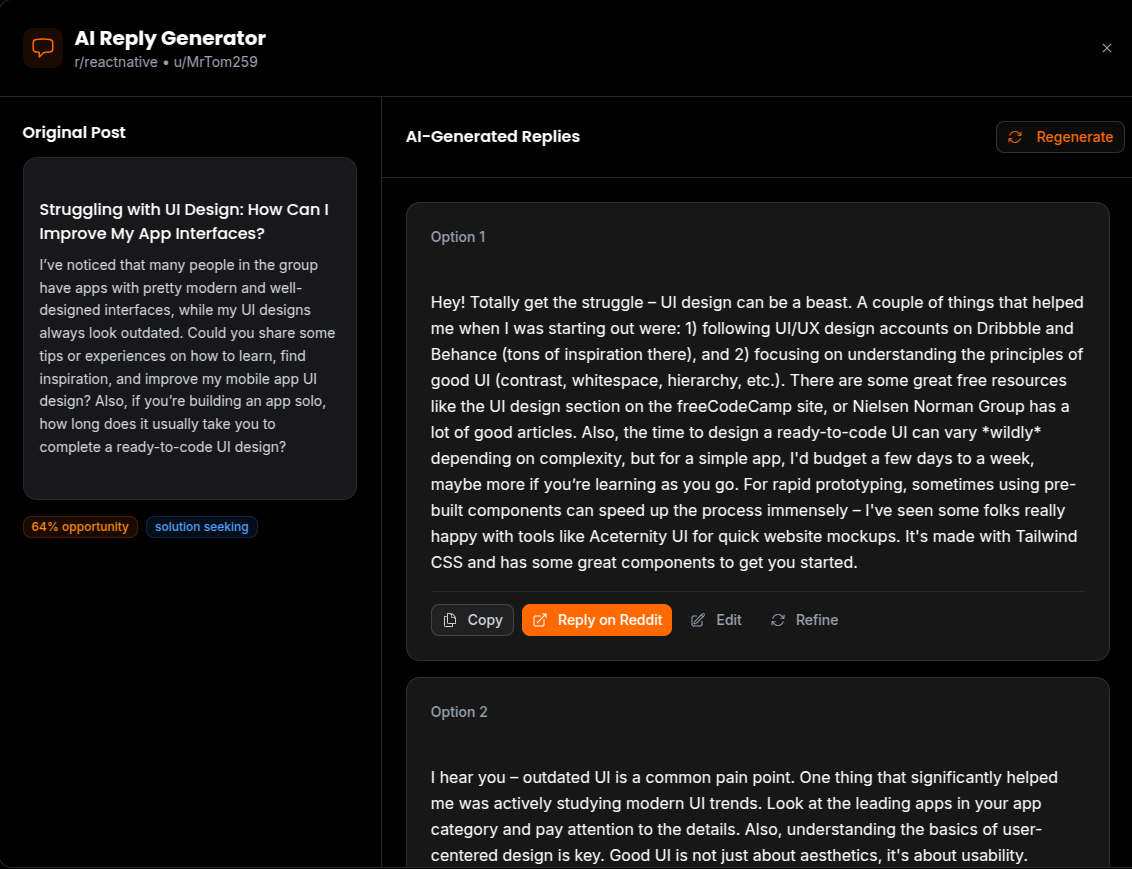 AI Reply Generator
r/reactnative • u/MrTom259
Original Post
Struggling with UI Design: How Can I
Improve My App Interfaces?
I’ve noticed that many people in the group
have apps with pretty modern and well-
designed interfaces, while my UI designs
always look outdated. Could you share some
tips or experiences on how to learn, find
inspiration, and improve my mobile app UI
design? Also, if you’re building an app solo,
how long does it usually take you to
complete a ready-to-code UI design?
64% opportunity
solution seeking
AI-Generated Replies
Regenerate
Option 1
Hey! Totally get the struggle – UI design can be a beast. A couple of things that helped
me when I was starting out were: 1) following UI/UX design accounts on Dribbble and
Behance (tons of inspiration there), and 2) focusing on understanding the principles of
good UI (contrast, whitespace, hierarchy, etc.). There are some great free resources
like the UI design section on the freeCodeCamp site, or Nielsen Norman Group has a
lot of good articles. Also, the time to design a ready-to-code UI can vary *wildly*
depending on complexity, but for a simple app, I'd budget a few days to a week,
maybe more if you’re learning as you go. For rapid prototyping, sometimes using pre-
built components can speed up the process immensely – I've seen some folks really
happy with tools like Aceternity UI for quick website mockups. It's made with Tailwind
CSS and has some great components to get you started.
Copy
Reply on Reddit
Edit
Refine
Option 2
I hear you – outdated UI is a common pain point. One thing that significantly helped
me was actively studying modern UI trends. Look at the leading apps in your app
category and pay attention to the details. Also, understanding the basics of user-
centered design is key. Good UI is not just about aesthetics, it's about usability.